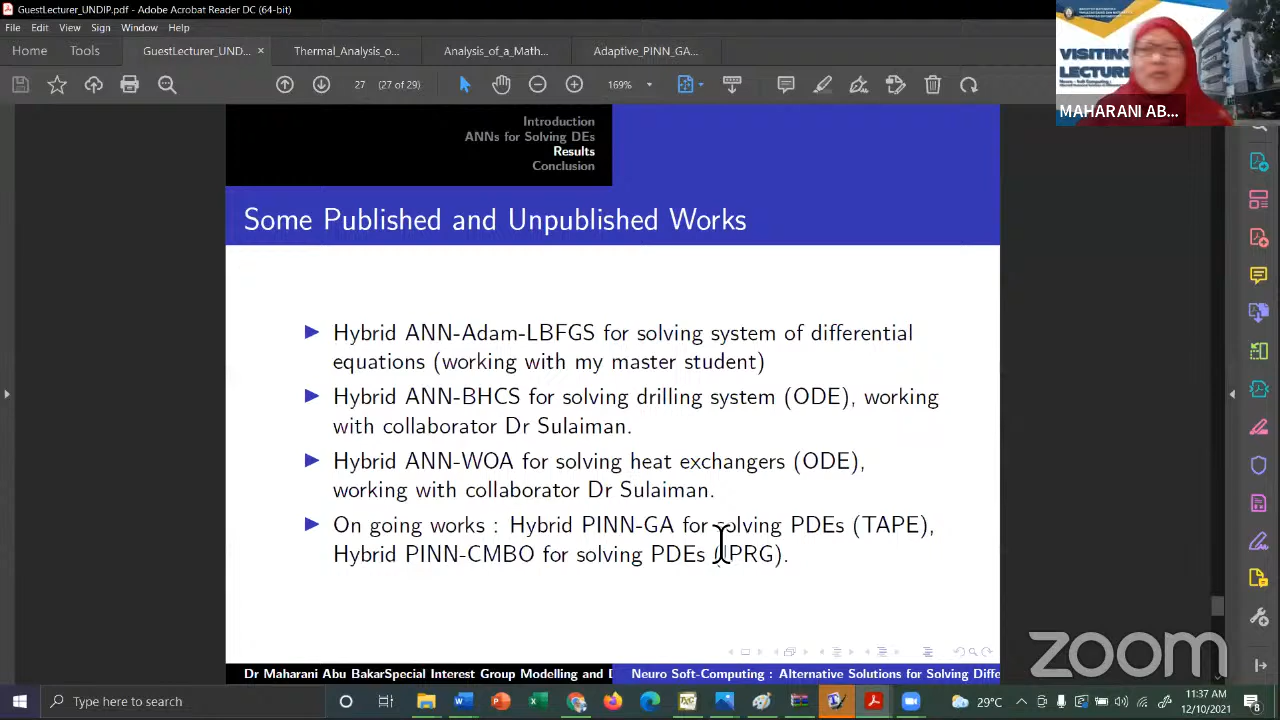 GuestLecturer_UNDIP.pdf - Adobe Acrobat Reader DC (64-bit)
File Edit View Sign Window Help
Home Tools GuestLecturer_UND... × Thermal_Analysis_o... Analysis_of_a_Math... Adaptive_PINN_GA...
169%
VISITING
LECTURE
MAHARANI AB...
Introduction
ANNs for Solving DEs
Results
Conclusion
Some Published and Unpublished Works
Hybrid ANN-Adam-LBFGS for solving system of differential
equations (working with my master student)
Hybrid ANN-BHCS for solving drilling system (ODE), working
with collaborator Dr Sulaiman.
Hybrid ANN-WOA for solving heat exchangers (ODE),
working with collaborator Dr Sulaiman.
On going works : Hybrid PINN-GA for solving PDEs (TAPE),
Hybrid PINN-CMBO for solving PDEs
Dr Maharani Abu Bakar Special Interest Group Modelling and D Neuro Soft-Computing : Alternative Solutions for Solving Diffe
zoom
Type here to search
29°C
11:37 AM
12/10/2021